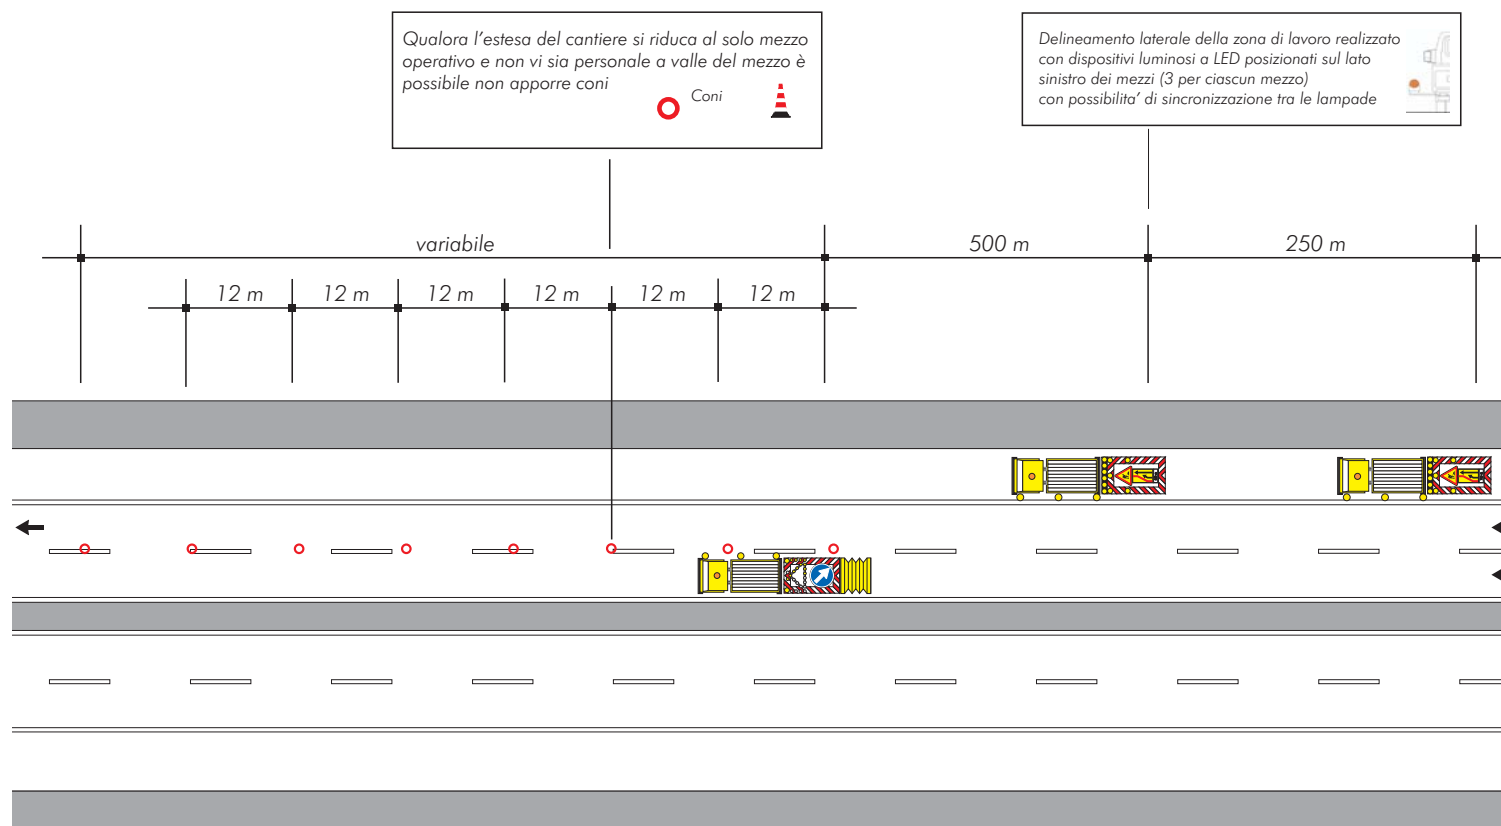 Qualora l'estesa del cantiere si riduca al solo mezzo
operativo e non vi sia personale a valle del mezzo è
possibile non apporre coni
Coni
Delineamento laterale della zona di lavoro realizzato
con dispositivi luminosi a LED posizionati sul lato
sinistro dei mezzi (3 per ciascun mezzo)
con possibilita' di sincronizzazione tra le lampade
variabile
500 m
250 m
12 m
12 m
12 m
12 m
12 m
12 m